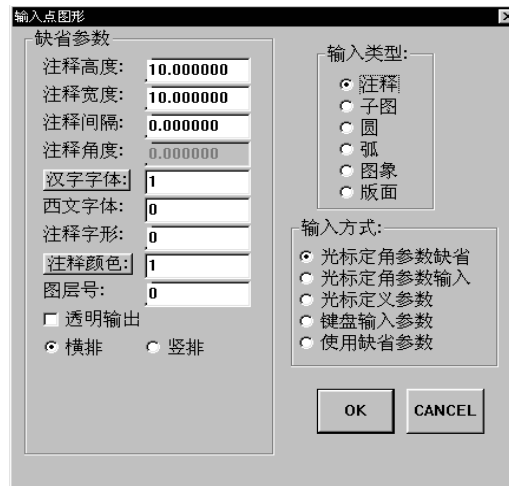 输入点图形
缺省参数
注释高度: 10.000000
注释宽度: 10.000000
注释间隔: 0.000000
注释角度: 0.000000
汉字字体: 1
西文字体: 0
注释字形: 0
注释颜色: 1
图层号: 0
透明输出
横排 竖排
输入类型:
注释
子图
圆
弧
图象
版面
输入方式:
光标定角参数缺省
光标定角参数输入
光标定义参数
键盘输入参数
使用缺省参数
OK CANCEL